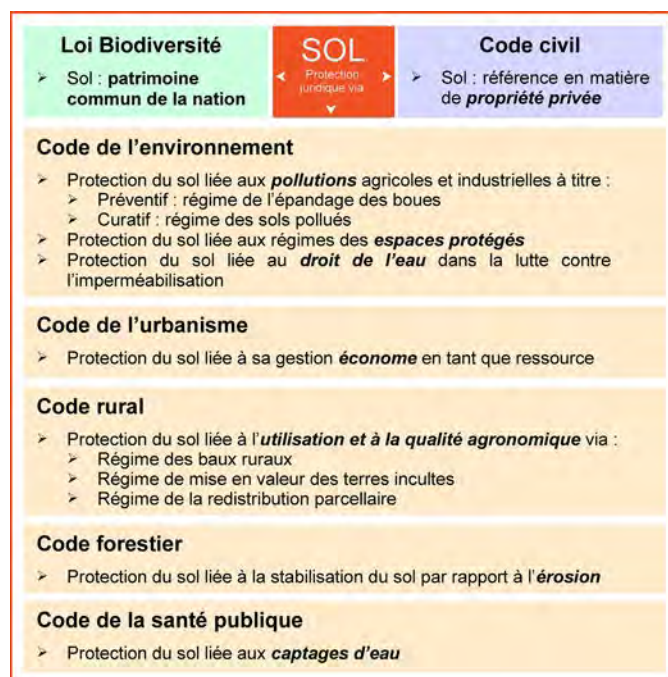 Loi Biodiversité
➢ Sol : patrimoine
commun de la nation
SOL
Protection
juridique via
Code civil
➢ Sol : référence en matière
de propriété privée
Code de l'environnement
➢ Protection du sol liée aux pollutions agricoles et industrielles à titre :
➢ Préventif : régime de l'épandage des boues
➢ Curatif : régime des sols pollués
➢ Protection du sol liée aux régimes des espaces protégés
➢ Protection du sol liée au droit de l'eau dans la lutte contre
l'imperméabilisation
Code de l'urbanisme
➢ Protection du sol liée à sa gestion économe en tant que ressource
Code rural
➢ Protection du sol liée à l'utilisation et à la qualité agronomique via :
➢ Régime des baux ruraux
➢ Régime de mise en valeur des terres incultes
➢ Régime de la redistribution parcellaire
Code forestier
➢ Protection du sol liée à la stabilisation du sol par rapport à l'érosion
Code de la santé publique
➢ Protection du sol liée aux captages d'eau